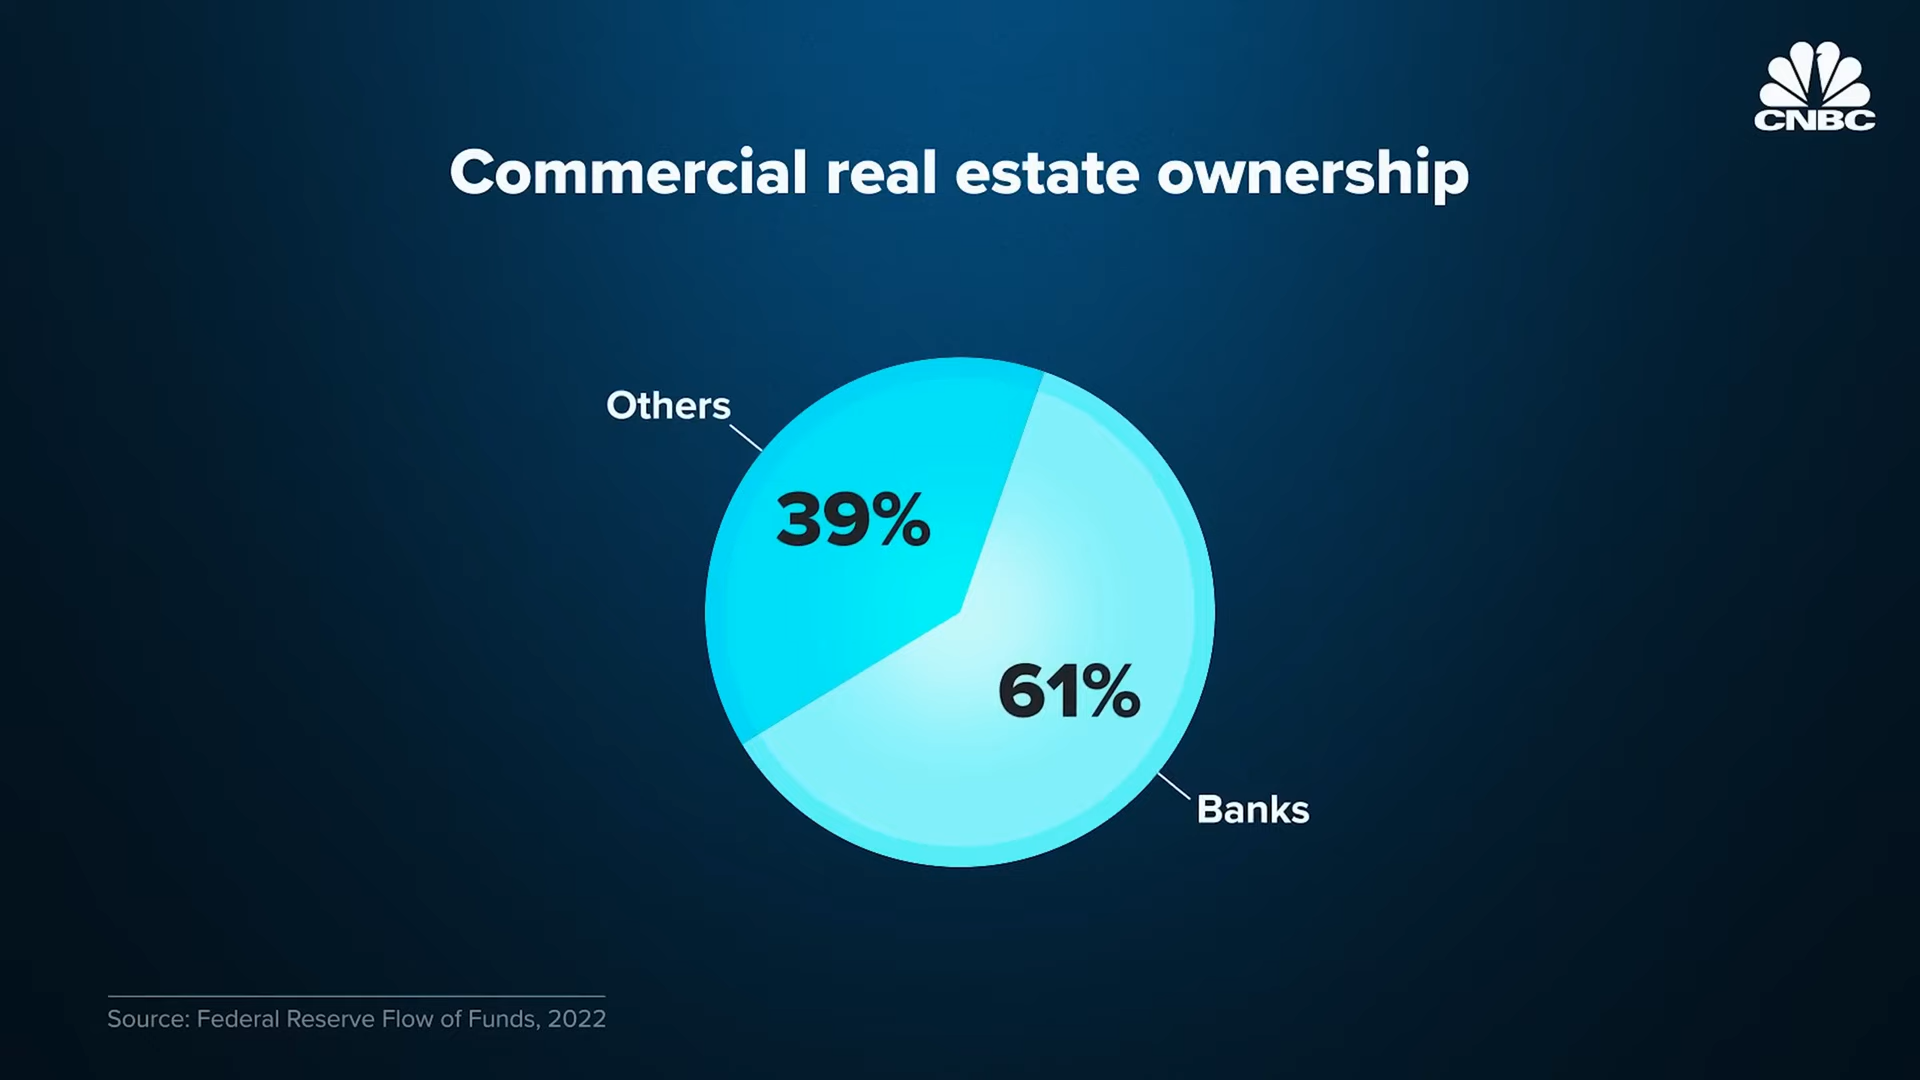 CNBC
Commercial real estate ownership
Others
39%
61%
Banks
Source: Federal Reserve Flow of Funds, 2022